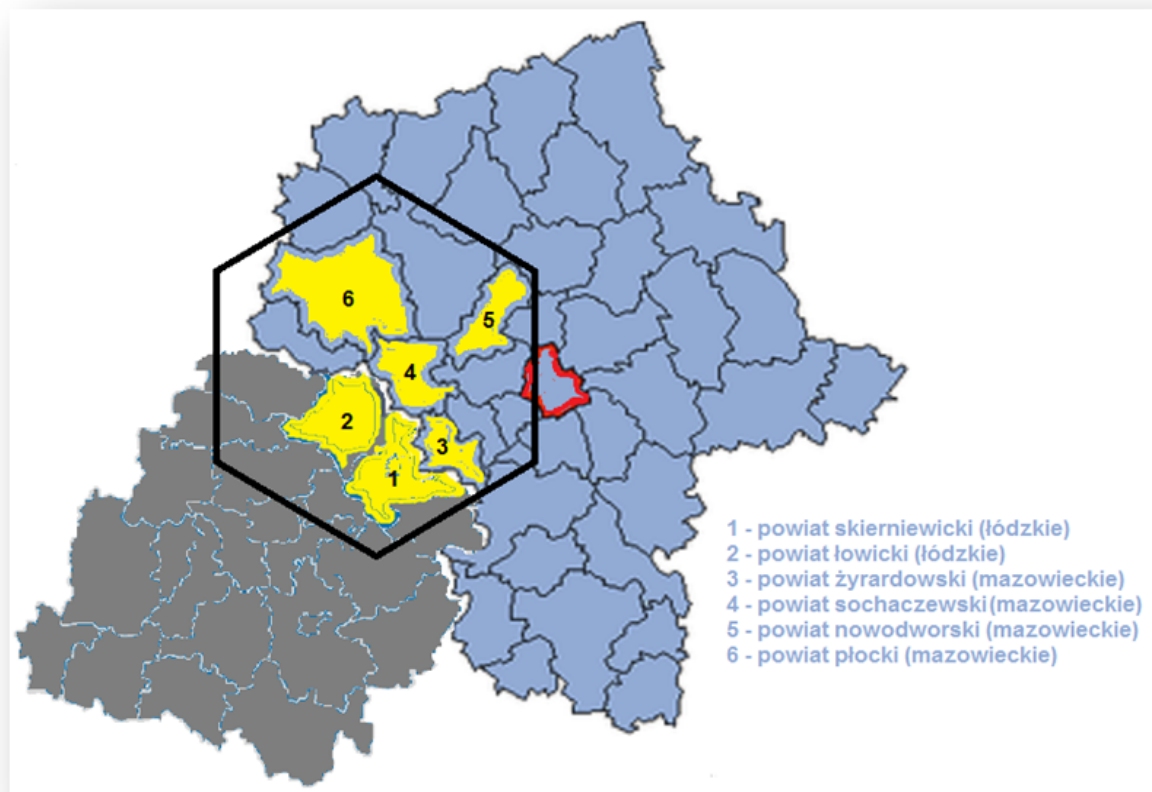 6
5
4
2
3
1
1 - powiat skierniewicki (łódzkie)
2 - powiat łowicki (łódzkie)
3 - powiat żyrardowski (mazowieckie)
4 - powiat sochaczewski (mazowieckie)
5 - powiat nowodworski (mazowieckie)
6 - powiat płocki (mazowieckie)